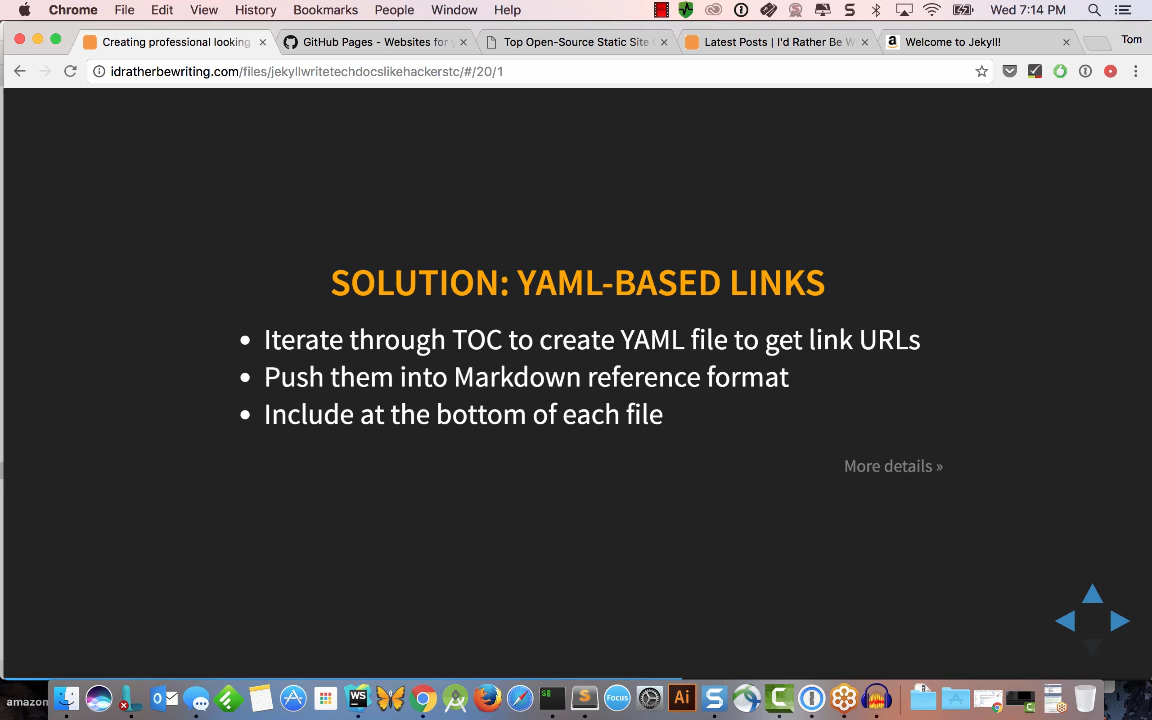 Chrome File Edit View History Bookmarks People Window Help Wed 7:14 PM
Creating professional looking GitHub Pages - Websites for Top Open-Source Static Site Latest Posts | I'd Rather Be W Welcome to Jekyll! Tom
idratherbewriting.com/files/jekyllwritetechdocslikehackerstc/#/20/1
SOLUTION: YAML-BASED LINKS
• Iterate through TOC to create YAML file to get link URLs
• Push them into Markdown reference format
• Include at the bottom of each file
More details »
amazon
WS
$
S
Focus
Ai
S
C